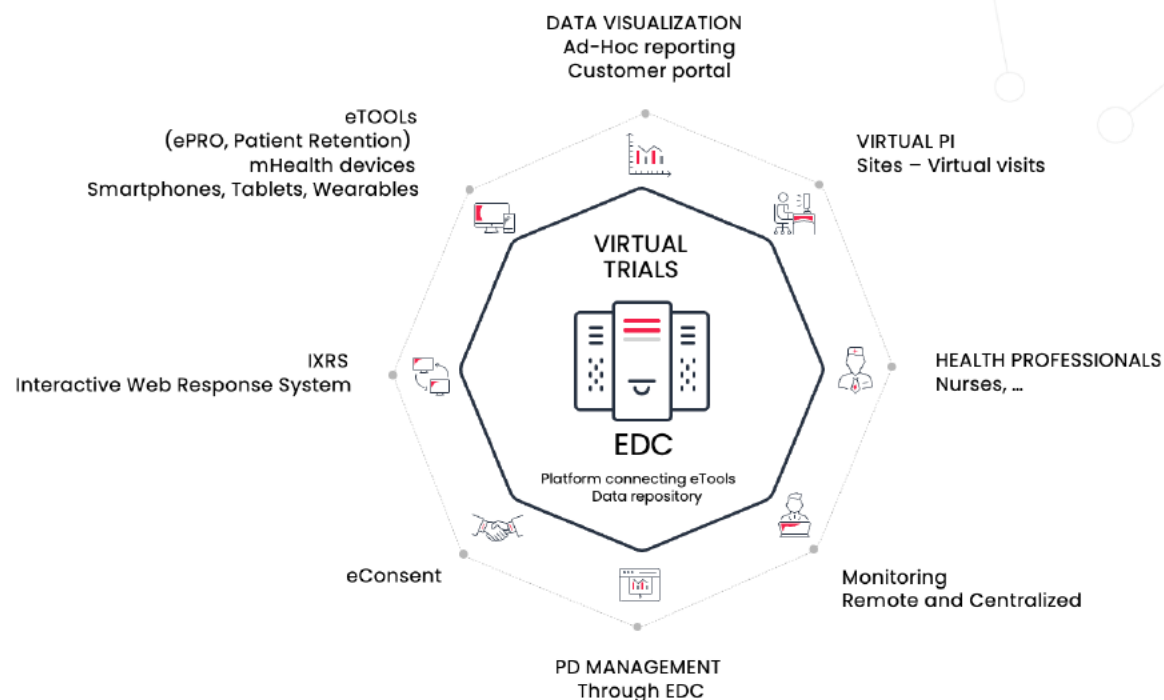 DATA VISUALIZATION
Ad-Hoc reporting
Customer portal
eTOOLs
(ePRO, Patient Retention)
mHealth devices
Smartphones, Tablets, Wearables
VIRTUAL PI
Sites – Virtual visits
VIRTUAL
TRIALS
IXRS
Interactive Web Response System
HEALTH PROFESSIONALS
Nurses, ...
EDC
Platform connecting eTools
Data repository
eConsent
Monitoring
Remote and Centralized
PD MANAGEMENT
Through EDC